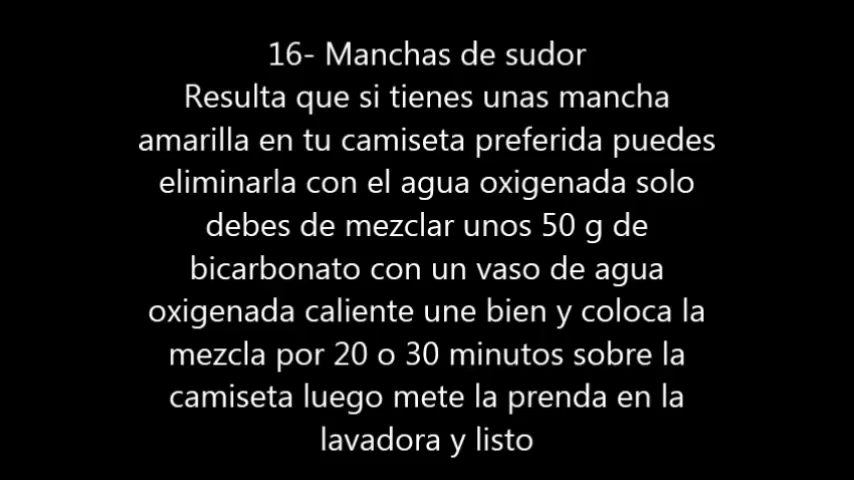 16- Manchas de sudor
Resulta que si tienes unas mancha
amarilla en tu camiseta preferida puedes
eliminarla con el agua oxigenada solo
debes de mezclar unos 50 g de
bicarbonato con un vaso de agua
oxigenada caliente une bien y coloca la
mezcla por 20 o 30 minutos sobre la
camiseta luego mete la prenda en la
lavadora y listo